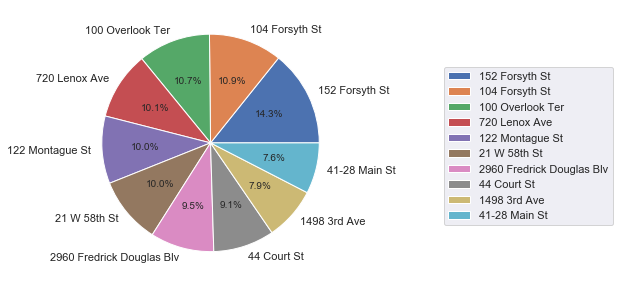 100 Overlook Ter
104 Forsyth St
720 Lenox Ave
152 Forsyth St
10.7%
10.9%
10.1%
14.3%
122 Montague St
10.0%
7.6%
41-28 Main St
10.0%
7.9%
21 W 58th St
9.5%
9.1%
1498 3rd Ave
2960 Fredrick Douglas Blv
44 Court St
152 Forsyth St
104 Forsyth St
100 Overlook Ter
720 Lenox Ave
122 Montague St
21 W 58th St
2960 Fredrick Douglas Blv
44 Court St
1498 3rd Ave
41-28 Main St